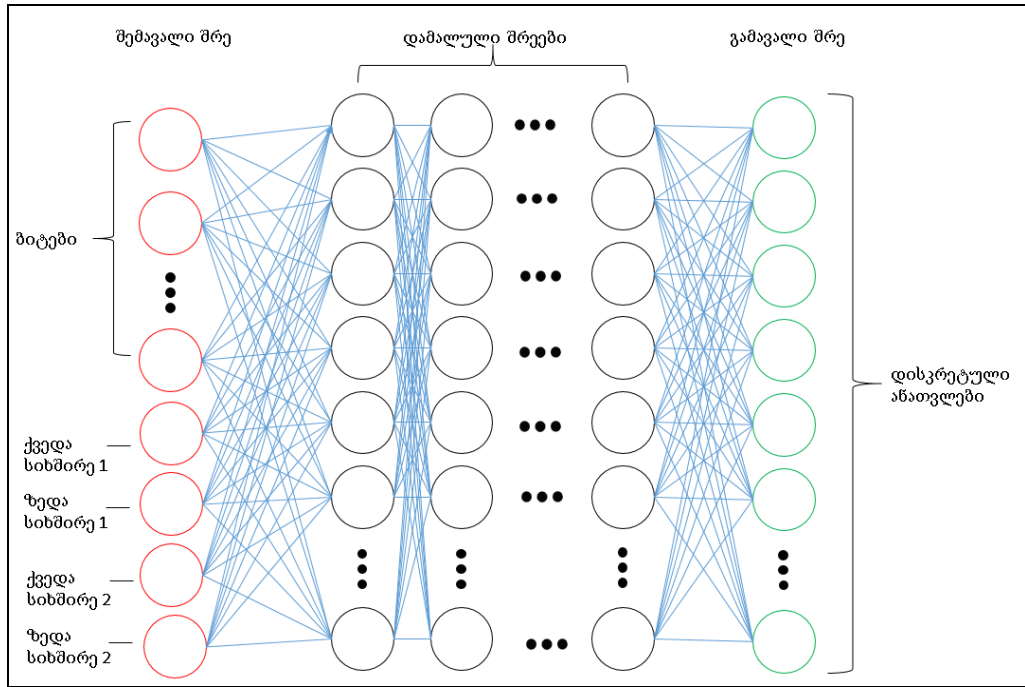 შემავალი შრე
დამალული შრეები
გამავალი შრე
ბიტები
ქვედა
სიხშირე 1
ზედა
სიხშირე 1
ქვედა
სიხშირე 2
ზედა
სიხშირე 2
დისკრეტული
ანათვლები